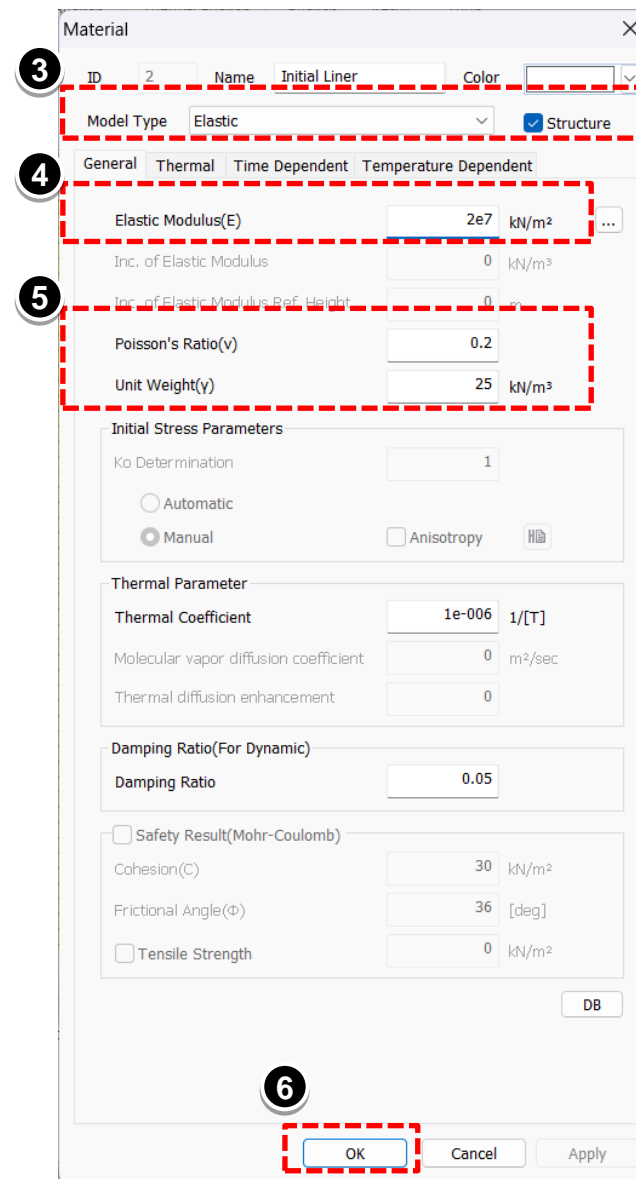 Material
3
ID 2 Name Initial Liner Color
Model Type Elastic Structure
4
General Thermal Time Dependent Temperature Dependent
Elastic Modulus(E) 2e7 kN/m² ...
Inc. of Elastic Modulus 0 kN/m³
5
Inc. of Elastic Modulus Ref. Height 0 m
Poisson's Ratio(ν) 0.2
Unit Weight(γ) 25 kN/m³
Initial Stress Parameters
Ko Determination 1
Automatic
Manual Anisotropy
Thermal Parameter
Thermal Coefficient 1e-006 1/[T]
Molecular vapor diffusion coefficient 0 m²/sec
Thermal diffusion enhancement 0
Damping Ratio(For Dynamic)
Damping Ratio 0.05
Safety Result(Mohr-Coulomb)
Cohesion(C) 30 kN/m²
Frictional Angle(Φ) 36 [deg]
Tensile Strength 0 kN/m²
DB
6
OK Cancel Apply